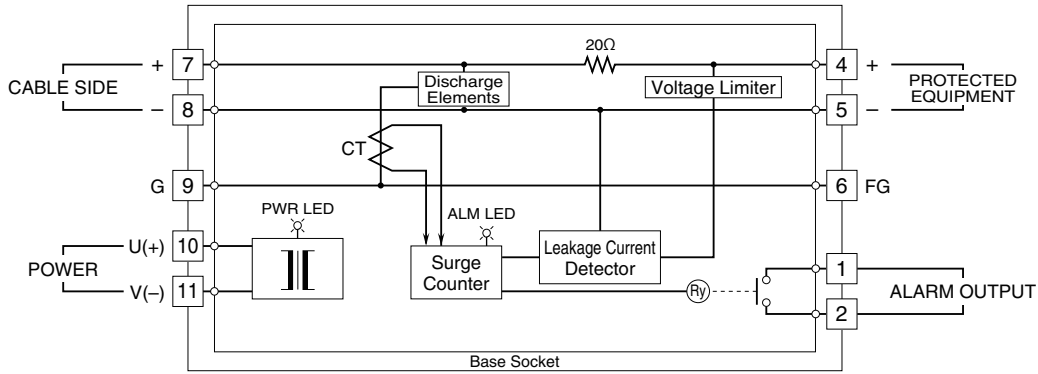 20Ω
+ 7
4 +
CABLE SIDE
Discharge
Elements
Voltage Limiter
PROTECTED
EQUIPMENT
– 8
5 –
CT
G 9
6 FG
PWR LED
ALM LED
U(+) 10
POWER
V(–) 11
Surge
Counter
Leakage Current
Detector
Ry
1
ALARM OUTPUT
2
Base Socket